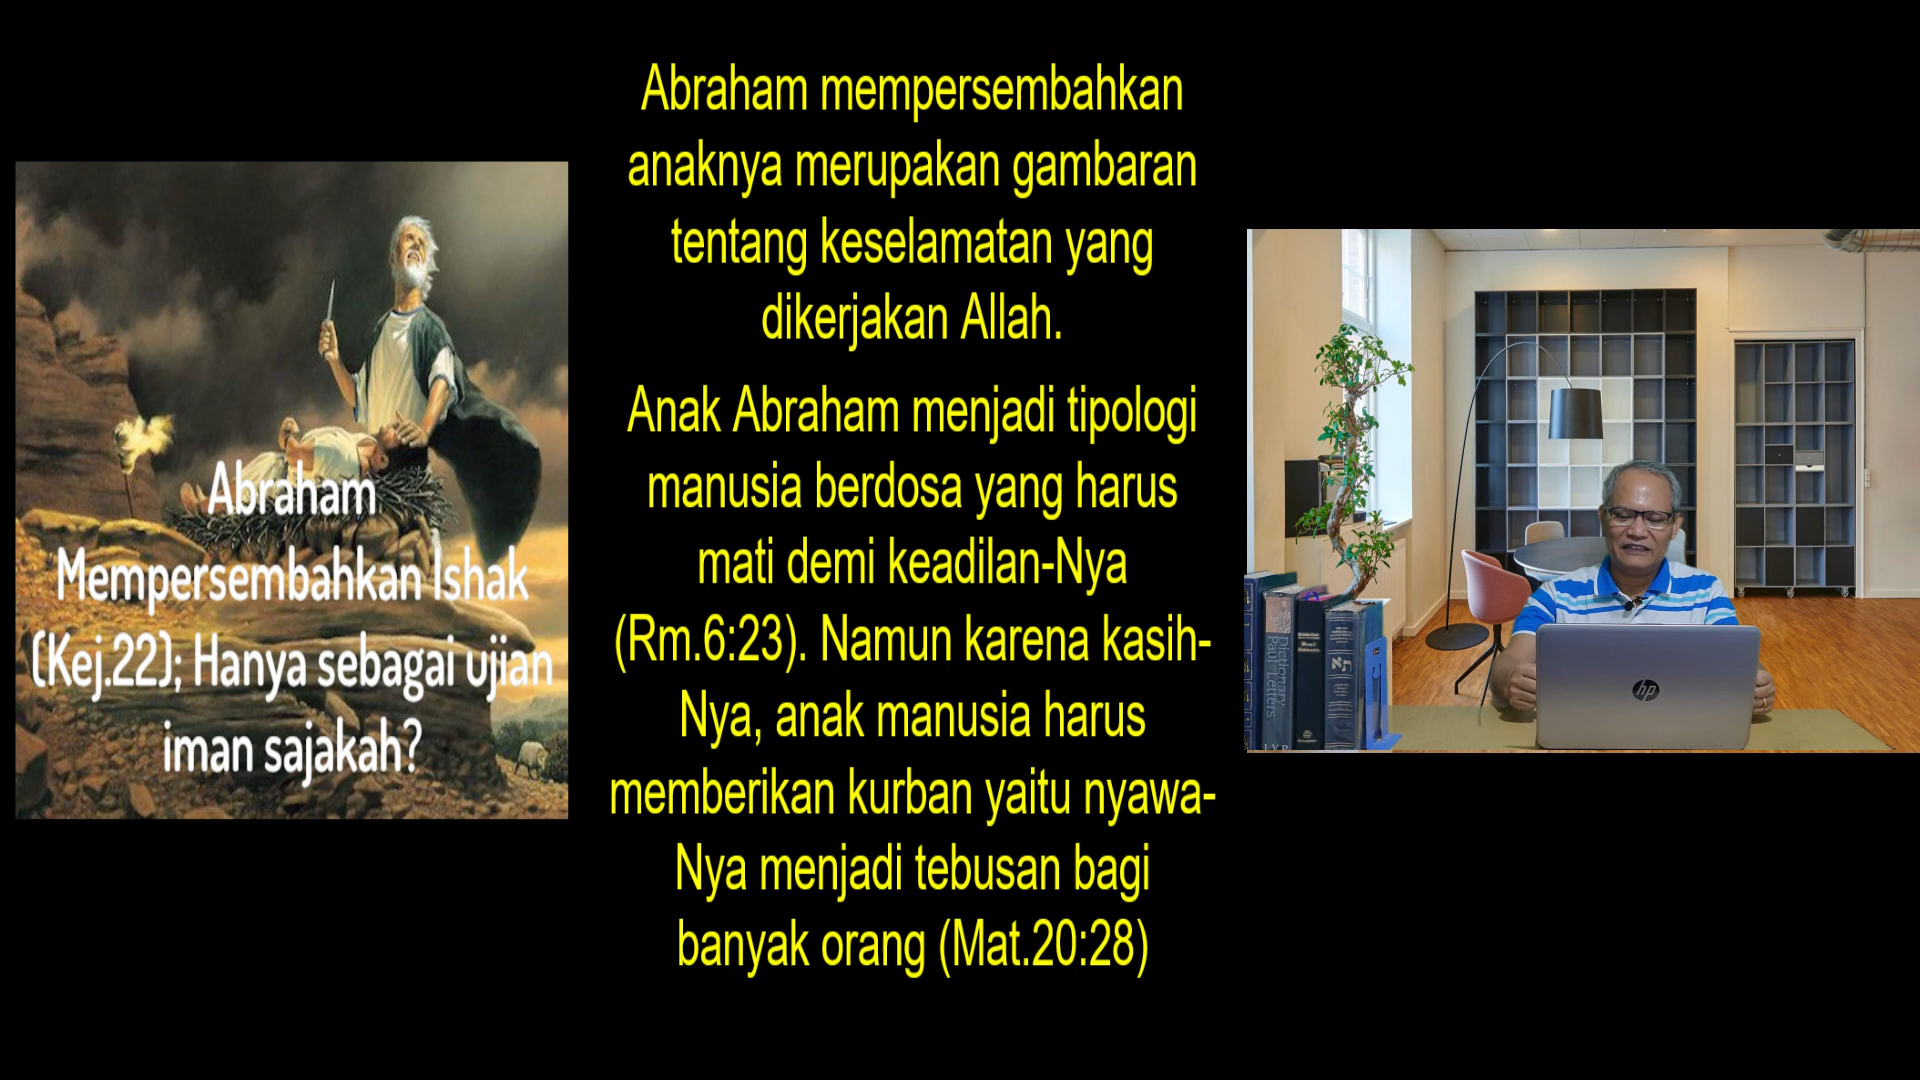 Abraham
Mempersembahkan Ishak
(Kej.22); Hanya sebagai ujian
iman sajakah?
Abraham mempersembahkan
anaknya merupakan gambaran
tentang keselamatan yang
dikerjakan Allah.
Anak Abraham menjadi tipologi
manusia berdosa yang harus
mati demi keadilan-Nya
(Rm.6:23). Namun karena kasih-
Nya, anak manusia harus
memberikan kurban yaitu nyawa-
Nya menjadi tebusan bagi
banyak orang (Mat.20:28)
Dictionary
Paul Letters
IVP
hp